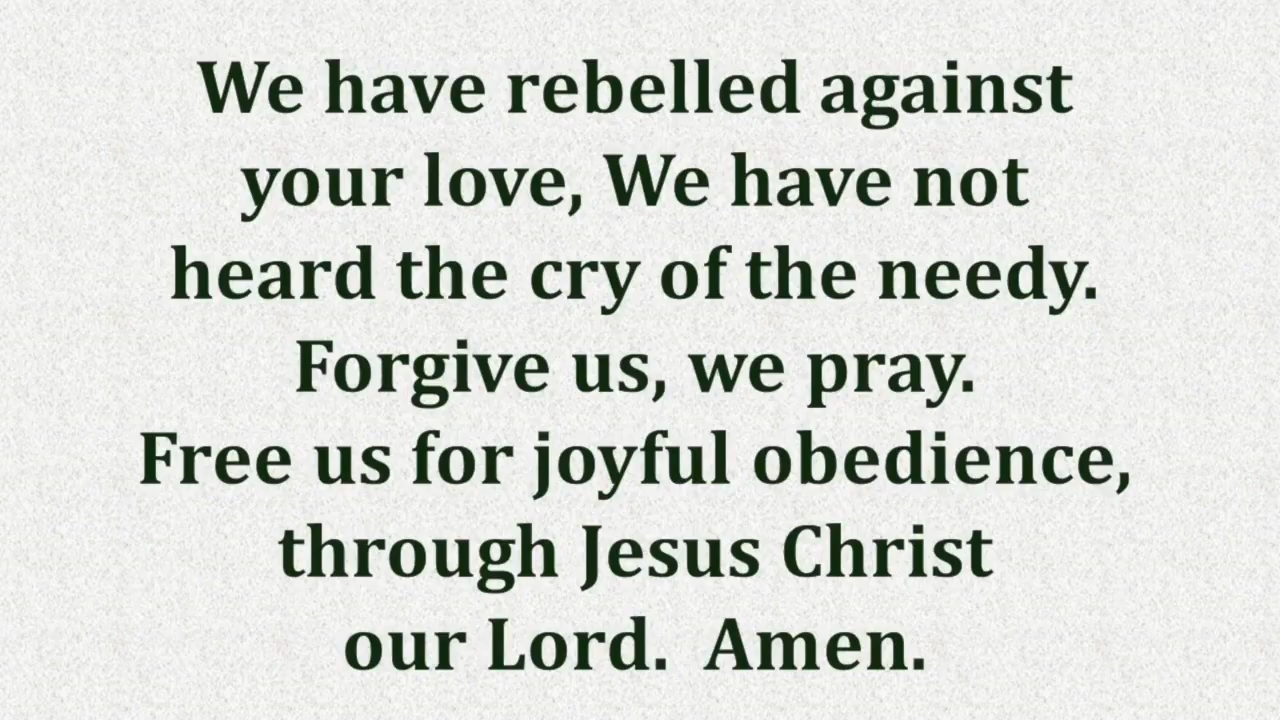 We have rebelled against
your love, We have not
heard the cry of the needy.
Forgive us, we pray.
Free us for joyful obedience,
through Jesus Christ
our Lord.  Amen.